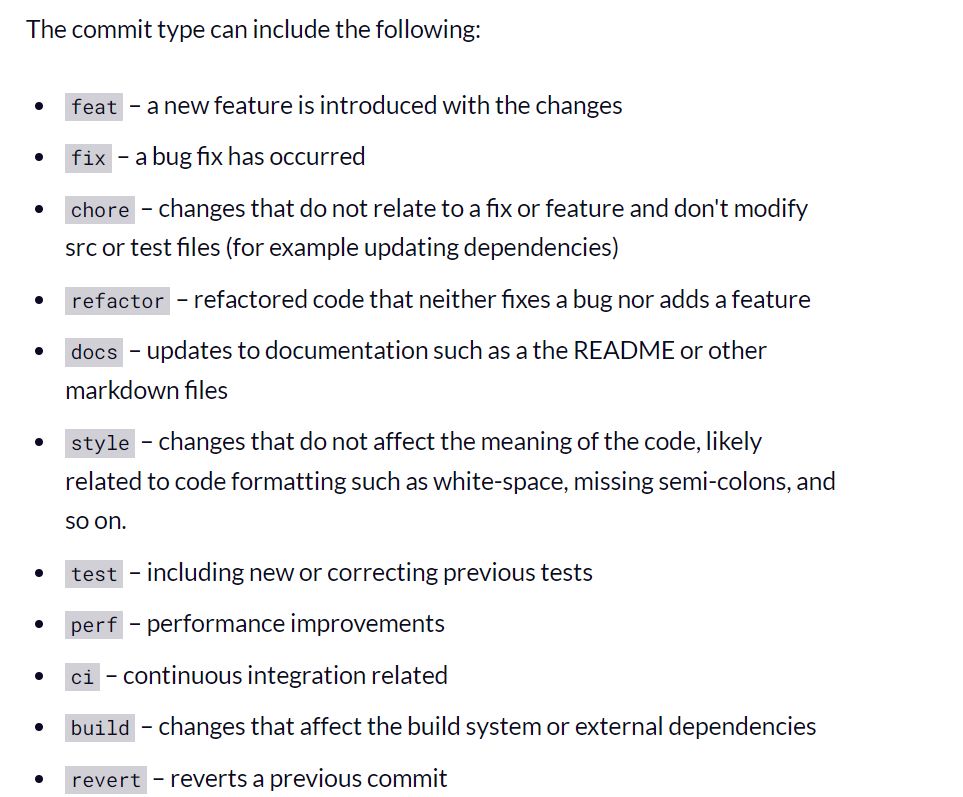 The commit type can include the following:
feat – a new feature is introduced with the changes
fix – a bug fix has occurred
chore – changes that do not relate to a fix or feature and don't modify
src or test files (for example updating dependencies)
refactor – refactored code that neither fixes a bug nor adds a feature
docs – updates to documentation such as a the README or other
markdown files
style – changes that do not affect the meaning of the code, likely
related to code formatting such as white-space, missing semi-colons, and
so on.
test – including new or correcting previous tests
perf – performance improvements
ci – continuous integration related
build – changes that affect the build system or external dependencies
revert – reverts a previous commit